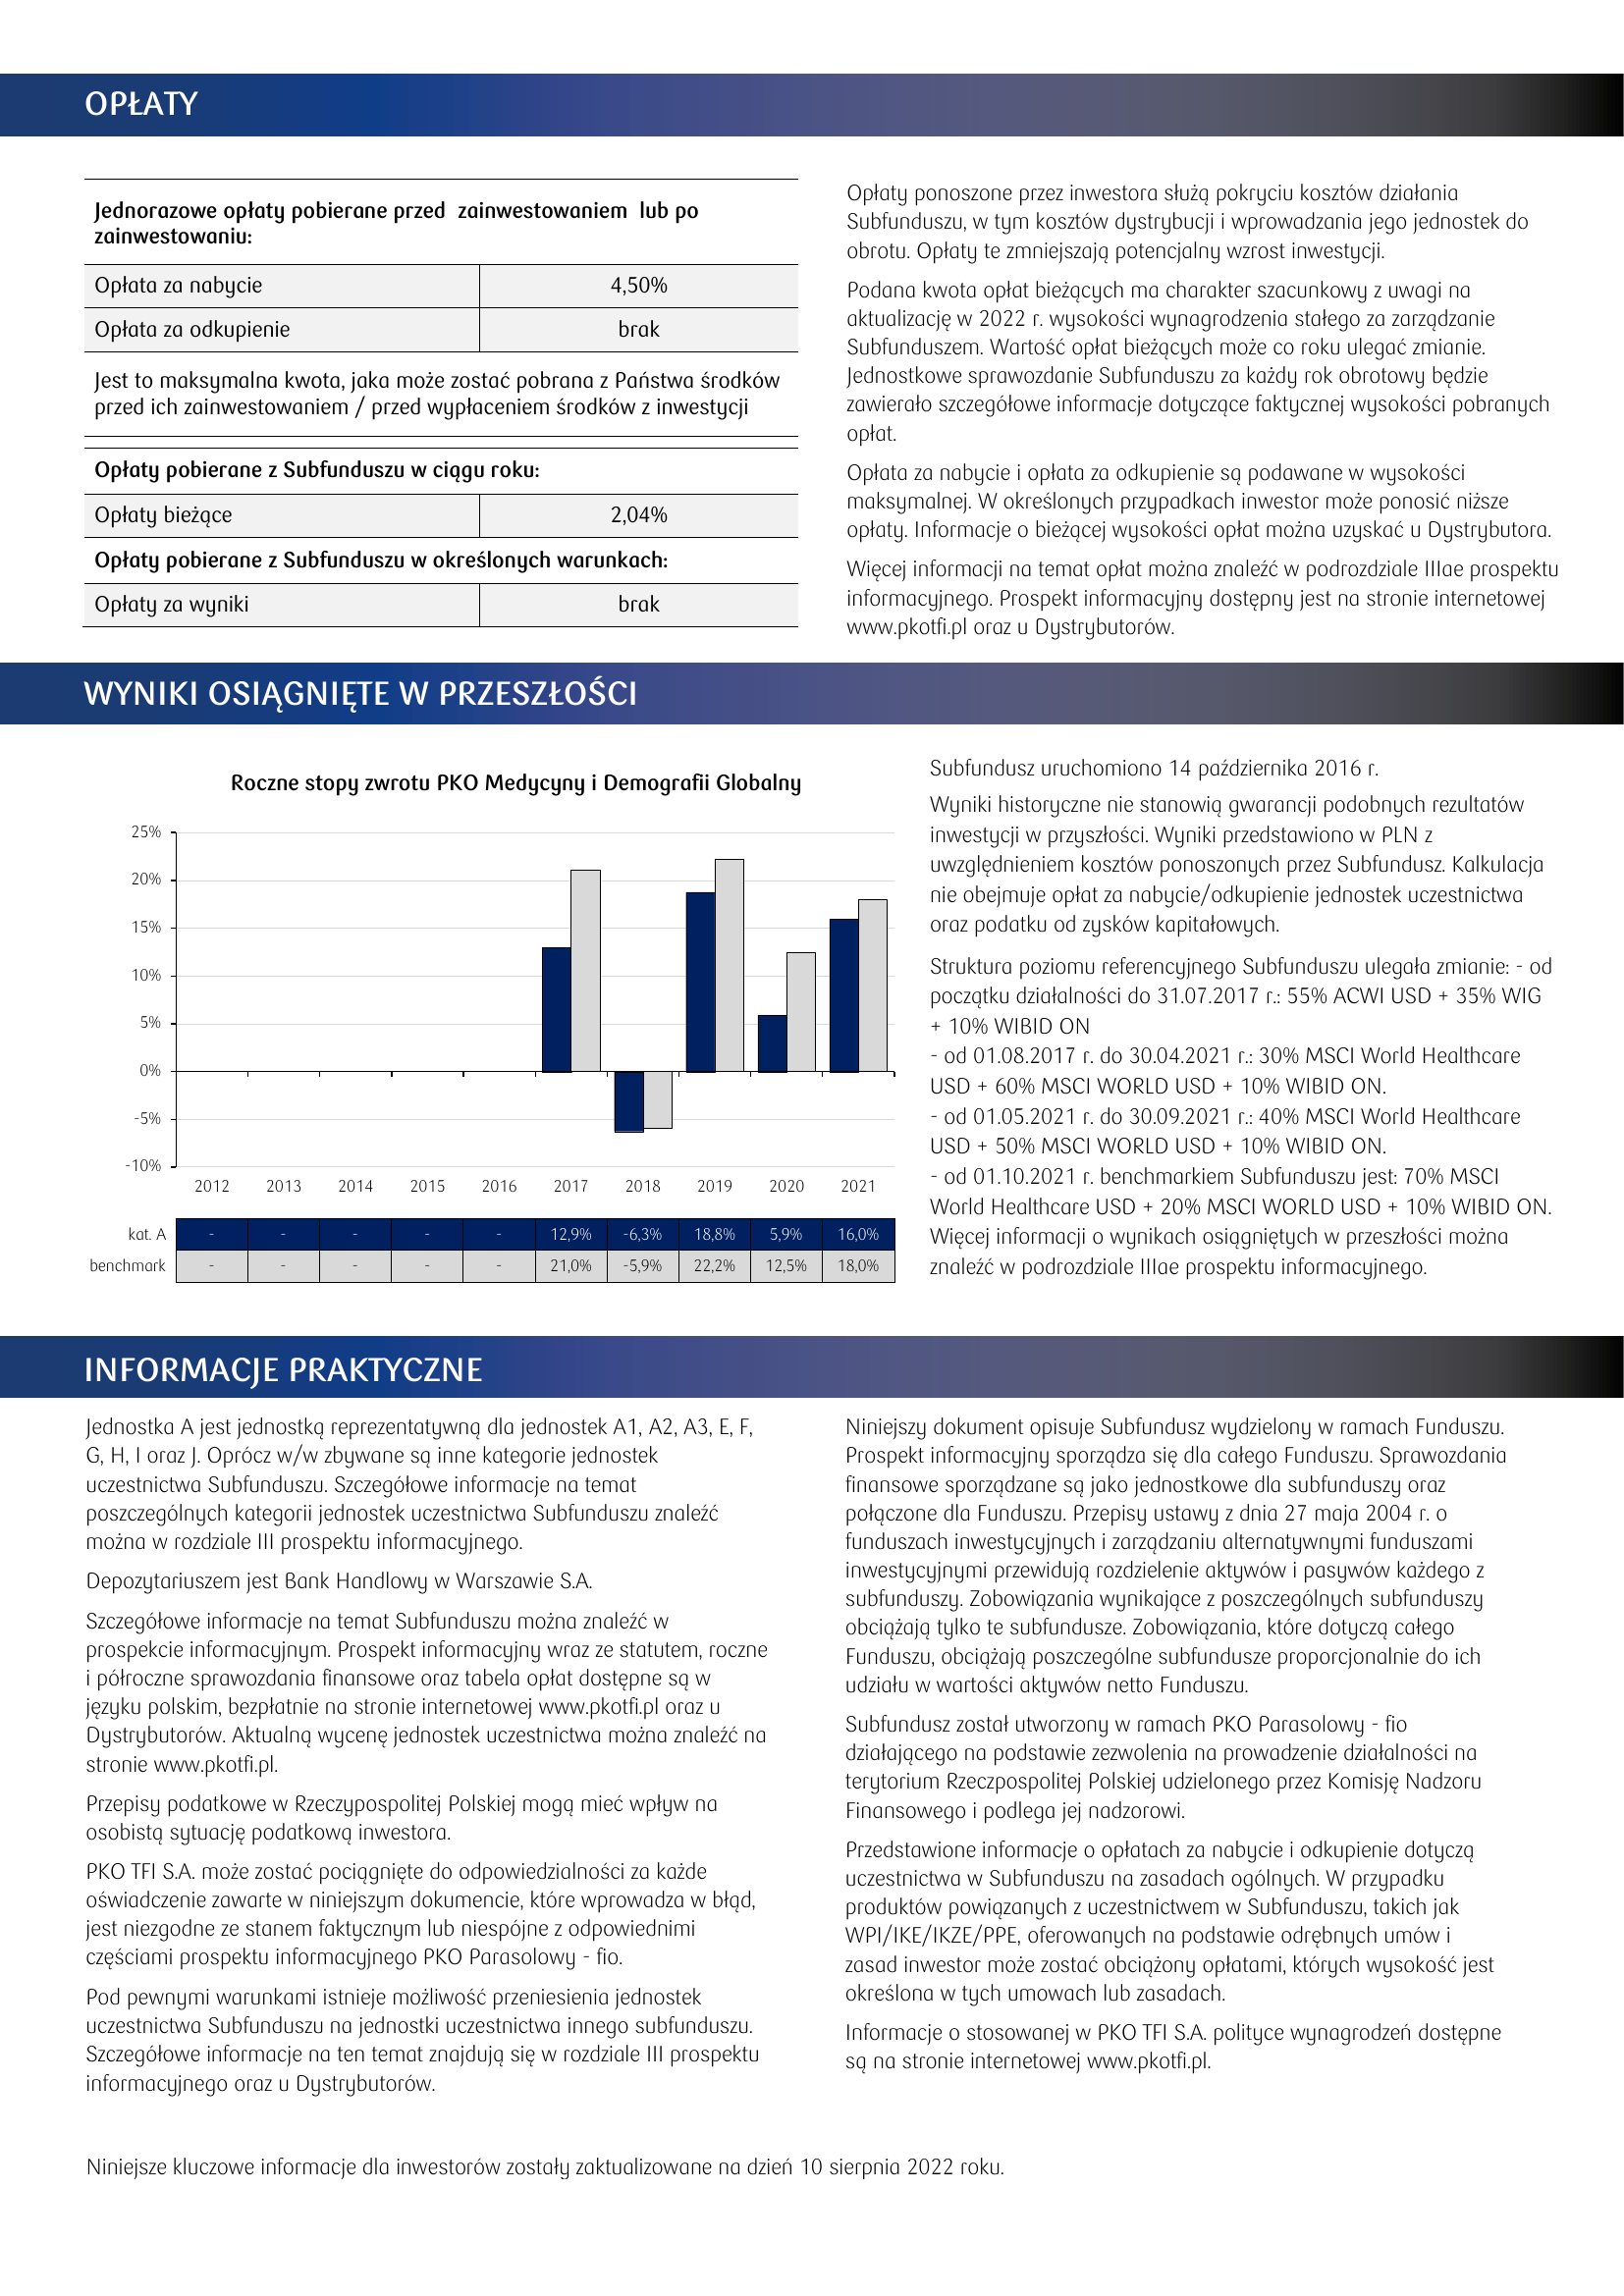 OPŁATY
Jednorazowe opłaty pobierane przed zainwestowaniem lub po
zainwestowaniu:
Opłata za nabycie 4,50%
Opłata za odkupienie brak
Jest to maksymalna kwota, jaka może zostać pobrana z Państwa środków
przed ich zainwestowaniem / przed wypłaceniem środków z inwestycji
Opłaty pobierane z Subfunduszu w ciągu roku:
Opłaty bieżące 2,04%
Opłaty pobierane z Subfunduszu w określonych warunkach:
Opłaty za wyniki brak
Opłaty ponoszone przez inwestora służą pokryciu kosztów działania
Subfunduszu, w tym kosztów dystrybucji i wprowadzania jego jednostek do
obrotu. Opłaty te zmniejszają potencjalny wzrost inwestycji.
Podana kwota opłat bieżących ma charakter szacunkowy z uwagi na
aktualizację w 2022 r. wysokości wynagrodzenia stałego za zarządzanie
Subfunduszem. Wartość opłat bieżących może co roku ulegać zmianie.
Jednostkowe sprawozdanie Subfunduszu za każdy rok obrotowy będzie
zawierało szczegółowe informacje dotyczące faktycznej wysokości pobranych
opłat.
Opłata za nabycie i opłata za odkupienie są podawane w wysokości
maksymalnej. W określonych przypadkach inwestor może ponosić niższe
opłaty. Informacje o bieżącej wysokości opłat można uzyskać u Dystrybutora.
Więcej informacji na temat opłat można znaleźć w podrozdziale IIIae prospektu
informacyjnego. Prospekt informacyjny dostępny jest na stronie internetowej
www.pkotfi.pl oraz u Dystrybutorów.
WYNIKI OSIĄGNIĘTE W PRZESZŁOŚCI
Roczne stopy zwrotu PKO Medycyny i Demografii Globalny
25%
20%
15%
10%
5%
0%
-5%
-10%
2012 2013 2014 2015 2016 2017 2018 2019 2020 2021
kat. A - - - - - 12,9% -6,3% 18,8% 5,9% 16,0%
benchmark - - - - - 21,0% -5,9% 22,2% 12,5% 18,0%
Subfundusz uruchomiono 14 października 2016 r.
Wyniki historyczne nie stanowią gwarancji podobnych rezultatów
inwestycji w przyszłości. Wyniki przedstawiono w PLN z
uwzględnieniem kosztów ponoszonych przez Subfundusz. Kalkulacja
nie obejmuje opłat za nabycie/odkupienie jednostek uczestnictwa
oraz podatku od zysków kapitałowych.
Struktura poziomu referencyjnego Subfunduszu ulegała zmianie: - od
początku działalności do 31.07.2017 r.: 55% ACWI USD + 35% WIG
+ 10% WIBID ON
- od 01.08.2017 r. do 30.04.2021 r.: 30% MSCI World Healthcare
USD + 60% MSCI WORLD USD + 10% WIBID ON.
- od 01.05.2021 r. do 30.09.2021 r.: 40% MSCI World Healthcare
USD + 50% MSCI WORLD USD + 10% WIBID ON.
- od 01.10.2021 r. benchmarkiem Subfunduszu jest: 70% MSCI
World Healthcare USD + 20% MSCI WORLD USD + 10% WIBID ON.
Więcej informacji o wynikach osiągniętych w przeszłości można
znaleźć w podrozdziale IIIae prospektu informacyjnego.
INFORMACJE PRAKTYCZNE
Jednostka A jest jednostką reprezentatywną dla jednostek A1, A2, A3, E, F,
G, H, I oraz J. Oprócz w/w zbywane są inne kategorie jednostek
uczestnictwa Subfunduszu. Szczegółowe informacje na temat
poszczególnych kategorii jednostek uczestnictwa Subfunduszu znaleźć
można w rozdziale III prospektu informacyjnego.
Depozytariuszem jest Bank Handlowy w Warszawie S.A.
Szczegółowe informacje na temat Subfunduszu można znaleźć w
prospekcie informacyjnym. Prospekt informacyjny wraz ze statutem, roczne
i półroczne sprawozdania finansowe oraz tabela opłat dostępne są w
języku polskim, bezpłatnie na stronie internetowej www.pkotfi.pl oraz u
Dystrybutorów. Aktualną wycenę jednostek uczestnictwa można znaleźć na
stronie www.pkotfi.pl.
Przepisy podatkowe w Rzeczypospolitej Polskiej mogą mieć wpływ na
osobistą sytuację podatkową inwestora.
PKO TFI S.A. może zostać pociągnięte do odpowiedzialności za każde
oświadczenie zawarte w niniejszym dokumencie, które wprowadza w błąd,
jest niezgodne ze stanem faktycznym lub niespójne z odpowiednimi
częściami prospektu informacyjnego PKO Parasolowy - fio.
Pod pewnymi warunkami istnieje możliwość przeniesienia jednostek
uczestnictwa Subfunduszu na jednostki uczestnictwa innego subfunduszu.
Szczegółowe informacje na ten temat znajdują się w rozdziale III prospektu
informacyjnego oraz u Dystrybutorów.
Niniejszy dokument opisuje Subfundusz wydzielony w ramach Funduszu.
Prospekt informacyjny sporządza się dla całego Funduszu. Sprawozdania
finansowe sporządzane są jako jednostkowe dla subfunduszy oraz
połączone dla Funduszu. Przepisy ustawy z dnia 27 maja 2004 r. o
funduszach inwestycyjnych i zarządzaniu alternatywnymi funduszami
inwestycyjnymi przewidują rozdzielenie aktywów i pasywów każdego z
subfunduszy. Zobowiązania wynikające z poszczególnych subfunduszy
obciążają tylko te subfundusze. Zobowiązania, które dotyczą całego
Funduszu, obciążają poszczególne subfundusze proporcjonalnie do ich
udziału w wartości aktywów netto Funduszu.
Subfundusz został utworzony w ramach PKO Parasolowy - fio
działającego na podstawie zezwolenia na prowadzenie działalności na
terytorium Rzeczpospolitej Polskiej udzielonego przez Komisję Nadzoru
Finansowego i podlega jej nadzorowi.
Przedstawione informacje o opłatach za nabycie i odkupienie dotyczą
uczestnictwa w Subfunduszu na zasadach ogólnych. W przypadku
produktów powiązanych z uczestnictwem w Subfunduszu, takich jak
WPI/IKE/IKZE/PPE, oferowanych na podstawie odrębnych umów i
zasad inwestor może zostać obciążony opłatami, których wysokość jest
określona w tych umowach lub zasadach.
Informacje o stosowanej w PKO TFI S.A. polityce wynagrodzeń dostępne
są na stronie internetowej www.pkotfi.pl.
Niniejsze kluczowe informacje dla inwestorów zostały zaktualizowane na dzień 10 sierpnia 2022 roku.